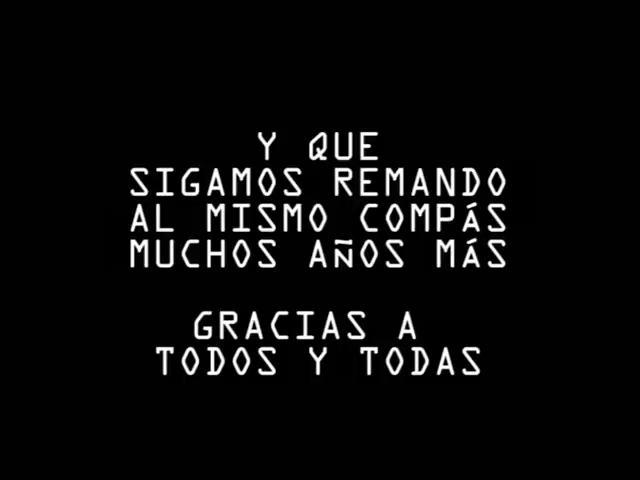 Y QUE
SIGAMOS REMANDO
AL MISMO COMPÁS
MUCHOS AÑOS MÁS
GRACIAS A
TODOS Y TODAS